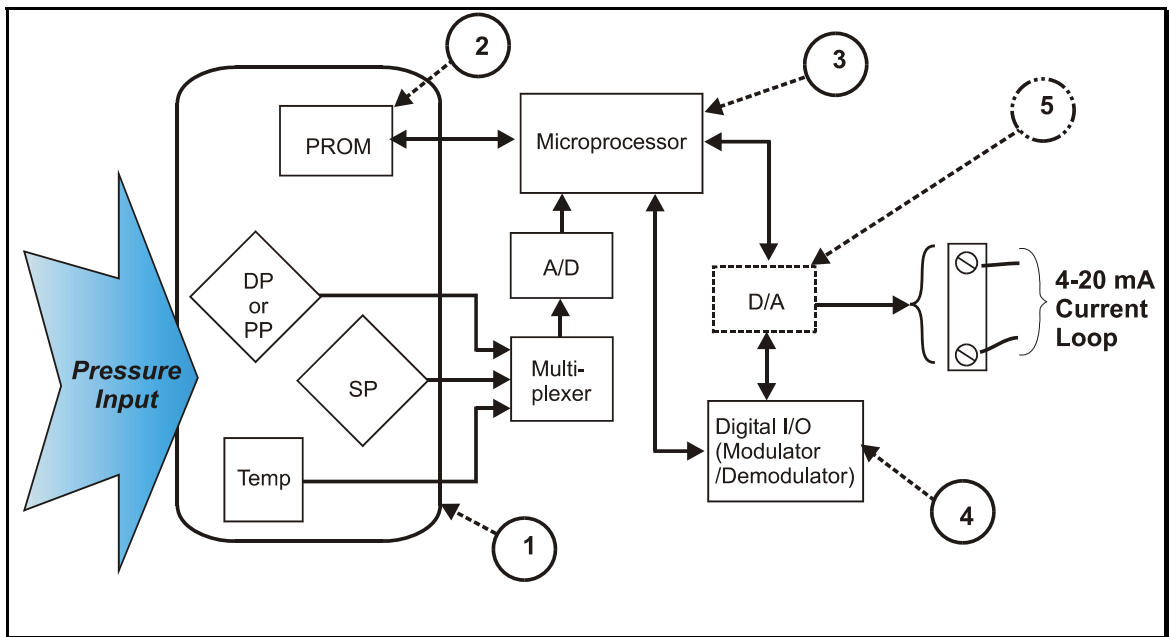 2
3
5
PROM
Microprocessor
A/D
DP
or
PP
D/A
4-20 mA
Current
Loop
Pressure
Input
SP
Multi-
plexer
Digital I/O
(Modulator
/Demodulator)
Temp
1
4